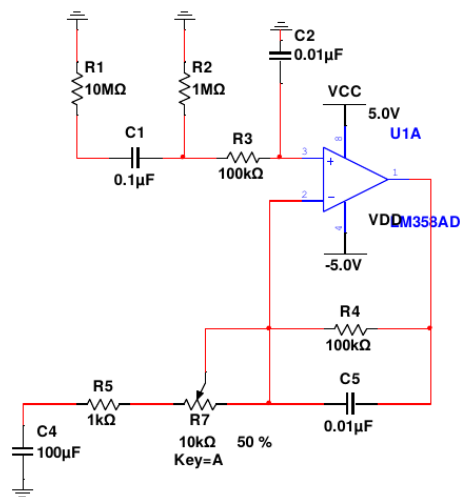 C2
0.01µF
R1
10MΩ
R2
1MΩ
VCC
5.0V
C1
0.1µF
R3
100kΩ
U1A
3
8
+
2
−
1
4
VDD
LM358AD
-5.0V
R4
100kΩ
R5
1kΩ
R7
10kΩ
50 %
Key=A
C5
0.01µF
C4
100µF